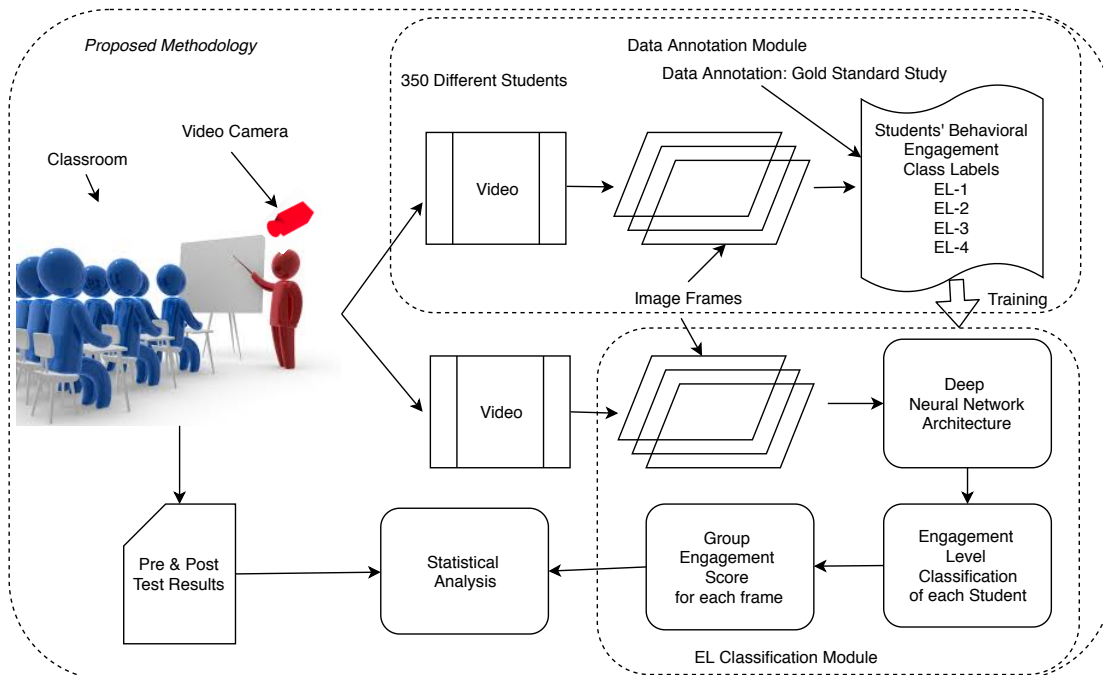 Proposed Methodology
Data Annotation Module
350 Different Students
Data Annotation: Gold Standard Study
Video Camera
Classroom
Video
Students' Behavioral
Engagement
Class Labels
EL-1
EL-2
EL-3
EL-4
Image Frames
Training
Video
Deep
Neural Network
Architecture
Pre & Post
Test Results
Statistical
Analysis
Group
Engagement
Score
for each frame
Engagement
Level
Classification
of each Student
EL Classification Module